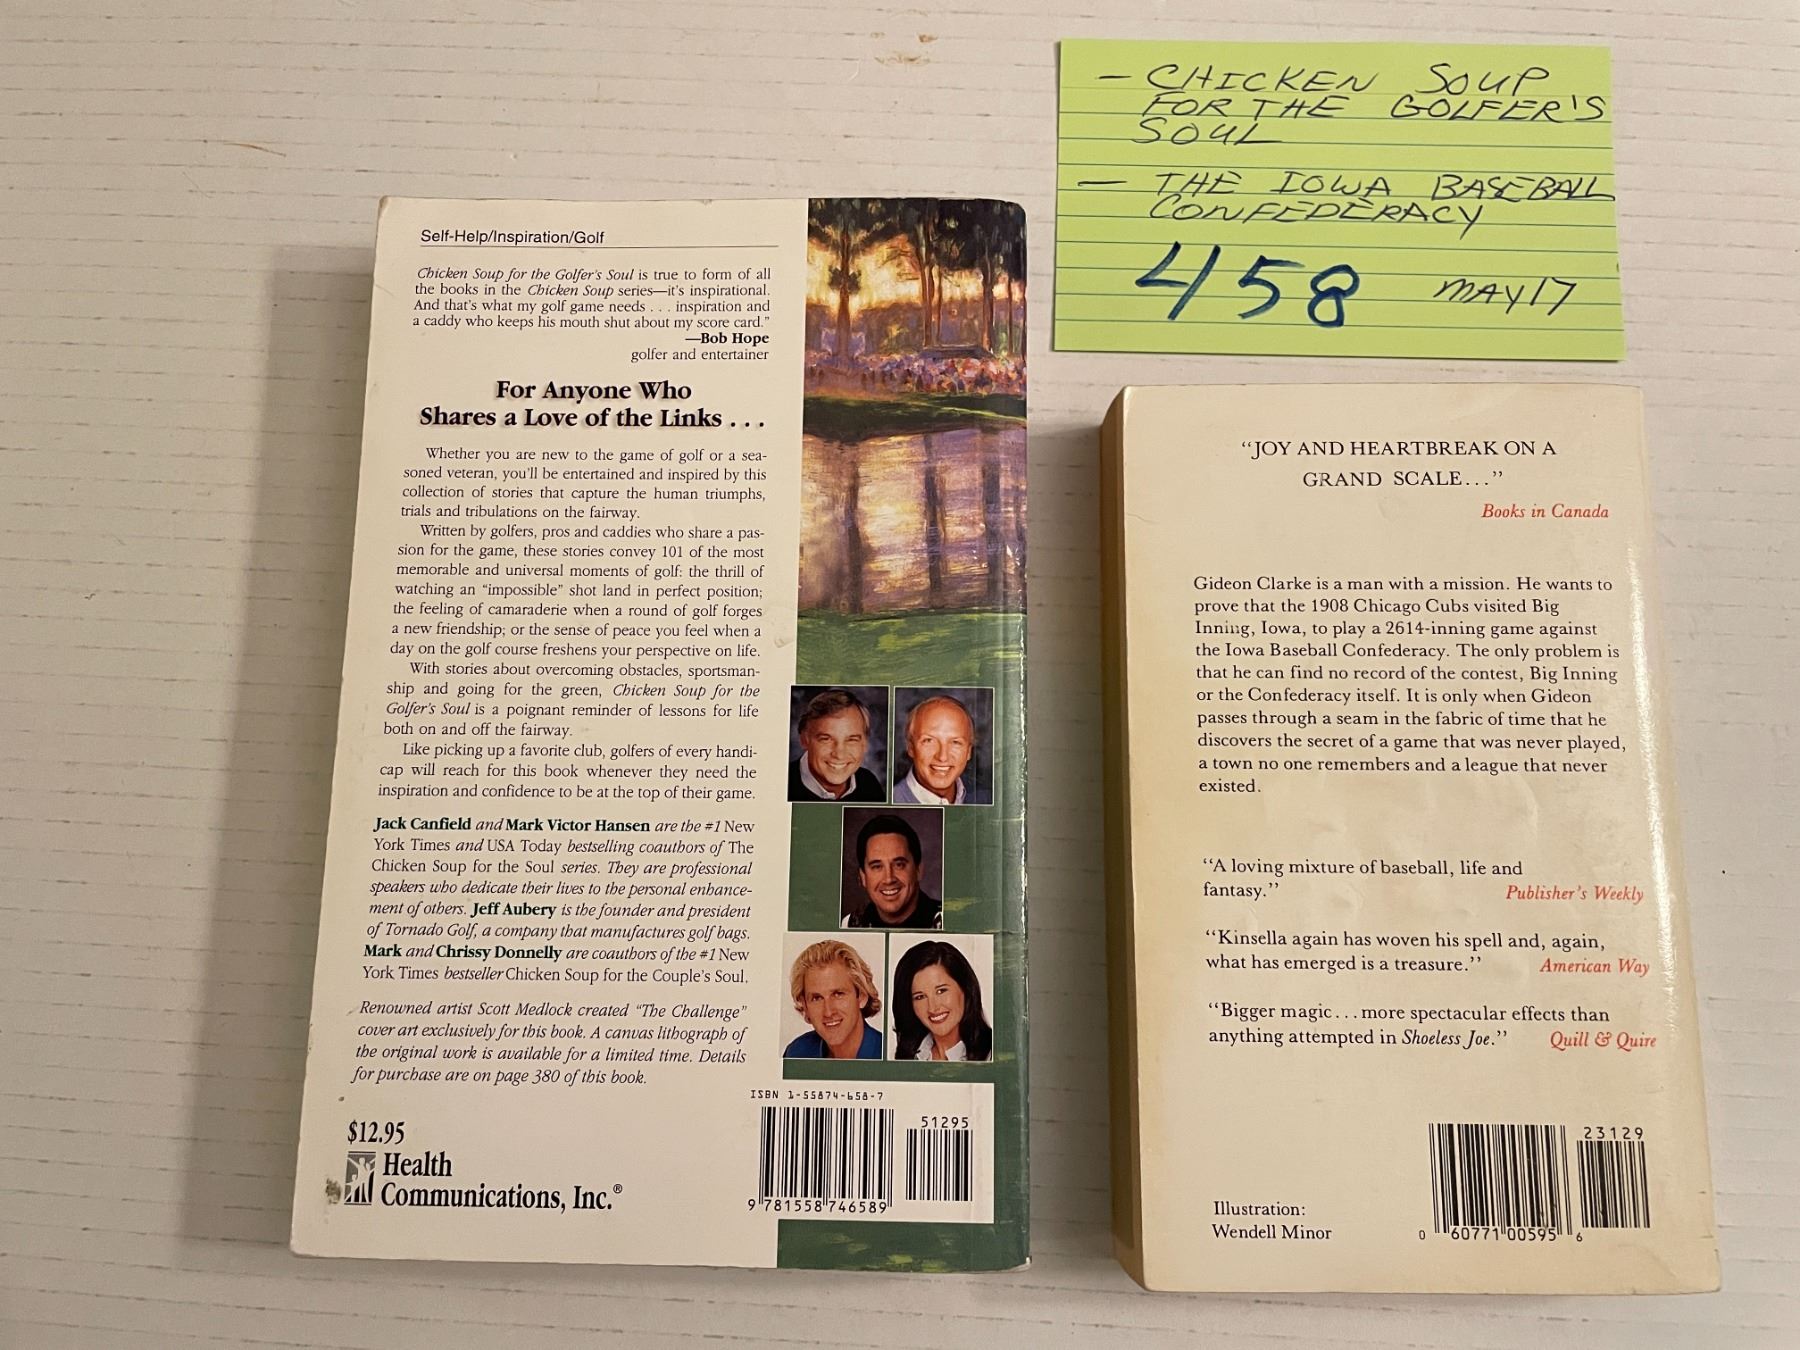 - CHICKEN SOUP
FOR THE GOLFER'S
SOUL
- THE IOWA BASEBALL
CONFEDERACY
458 MAY 17
Self-Help/Inspiration/Golf
Chicken Soup for the Golfer's Soul is true to form of all
the books in the Chicken Soup series—it's inspirational.
And that's what my golf game needs . . . inspiration and
a caddy who keeps his mouth shut about my score card."
—Bob Hope
golfer and entertainer
For Anyone Who
Shares a Love of the Links . . .
Whether you are new to the game of golf or a sea-
soned veteran, you'll be entertained and inspired by this
collection of stories that capture the human triumphs,
trials and tribulations on the fairway.
Written by golfers, pros and caddies who share a pas-
sion for the game, these stories convey 101 of the most
memorable and universal moments of golf: the thrill of
watching an "impossible" shot land in perfect position;
the feeling of camaraderie when a round of golf forges
a new friendship; or the sense of peace you feel when a
day on the golf course freshens your perspective on life.
With stories about overcoming obstacles, sportsman-
ship and going for the green, Chicken Soup for the
Golfer's Soul is a poignant reminder of lessons for life
both on and off the fairway.
Like picking up a favorite club, golfers of every handi-
cap will reach for this book whenever they need the
inspiration and confidence to be at the top of their game.
Jack Canfield and Mark Victor Hansen are the #1 New
York Times and USA Today bestselling coauthors of The
Chicken Soup for the Soul series. They are professional
speakers who dedicate their lives to the personal enhance-
ment of others. Jeff Aubery is the founder and president
of Tornado Golf, a company that manufactures golf bags.
Mark and Chrissy Donnelly are coauthors of the #1 New
York Times bestseller Chicken Soup for the Couple's Soul.
Renowned artist Scott Medlock created "The Challenge"
cover art exclusively for this book. A canvas lithograph of
the original work is available for a limited time. Details
for purchase are on page 380 of this book.
$12.95
Health
Communications, Inc.®
ISBN 1-55874-658-7
51295
9 781558 746589
"JOY AND HEARTBREAK ON A
GRAND SCALE..."
Books in Canada
Gideon Clarke is a man with a mission. He wants to
prove that the 1908 Chicago Cubs visited Big
Inning, Iowa, to play a 2614-inning game against
the Iowa Baseball Confederacy. The only problem is
that he can find no record of the contest, Big Inning
or the Confederacy itself. It is only when Gideon
passes through a seam in the fabric of time that he
discovers the secret of a game that was never played,
a town no one remembers and a league that never
existed.
"A loving mixture of baseball, life and
fantasy." Publisher's Weekly
"Kinsella again has woven his spell and, again,
what has emerged is a treasure." American Way
"Bigger magic...more spectacular effects than
anything attempted in Shoeless Joe." Quill & Quire
23129
Illustration:
Wendell Minor
0 60771 00595 6